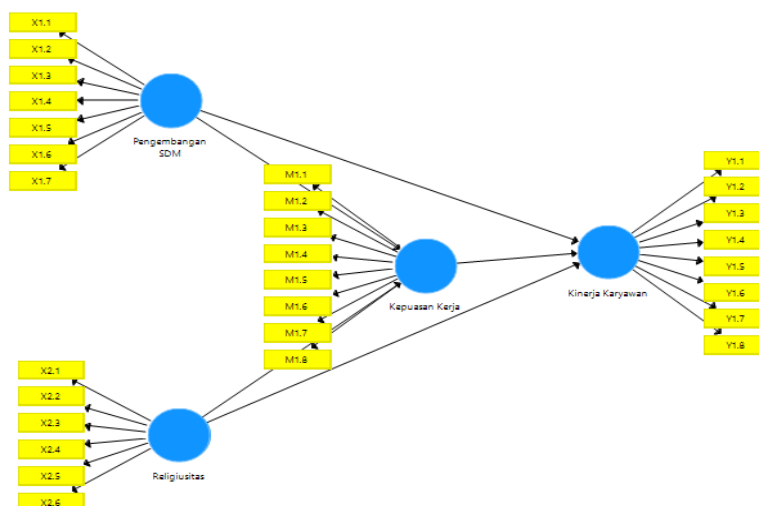 X1.1
X1.2
X1.3
X1.4
X1.5
X1.6
X1.7
Pengembangan
SDM
M1.1
M1.2
M1.3
M1.4
M1.5
M1.6
M1.7
M1.8
Kepuasan Kerja
Y1.1
Y1.2
Y1.3
Y1.4
Y1.5
Y1.6
Y1.7
Y1.8
Kinerja Karyawan
X2.1
X2.2
X2.3
X2.4
X2.5
X2.6
Religiusitas